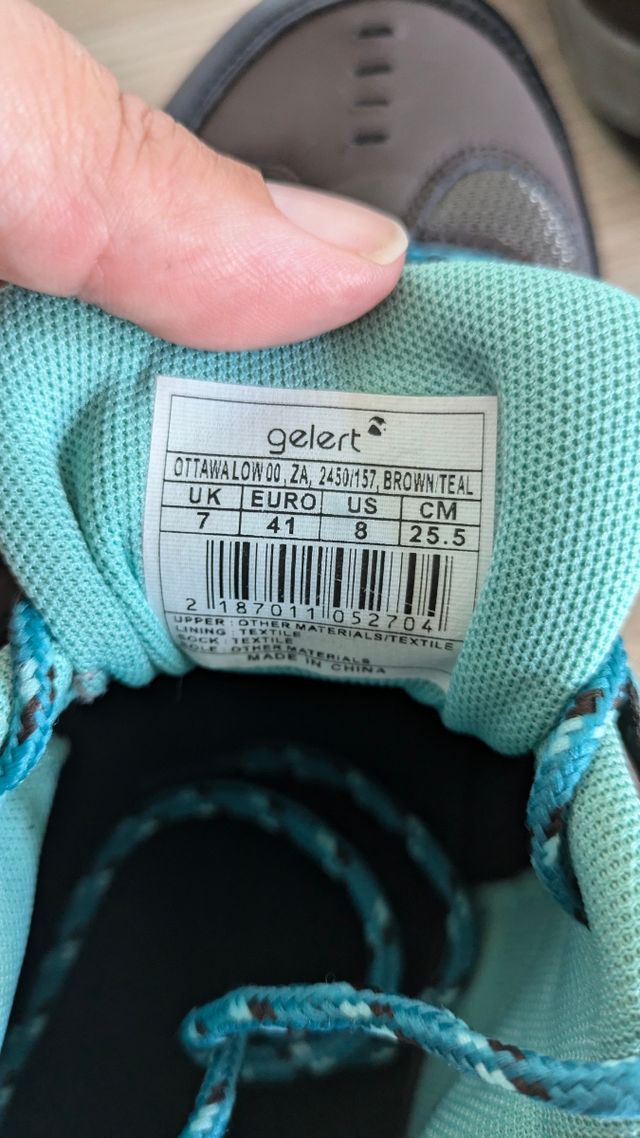 gelert
OTTAWALOW00, ZA, 2450/157, BROWN/TEAL
UK EURO US CM
7 41 8 25.5
2 187011 052704
UPPER : OTHER MATERIALS/TEXTILE
LINING : TEXTILE
SOCK : TEXTILE
SOLE : OTHER MATERIALS
MADE IN CHINA